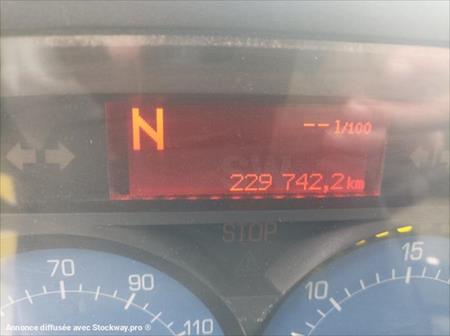 N
--l/100
229 742,2km
STOP
70
90
110
10
15
Annonce diffusée avec Stockway.pro ®